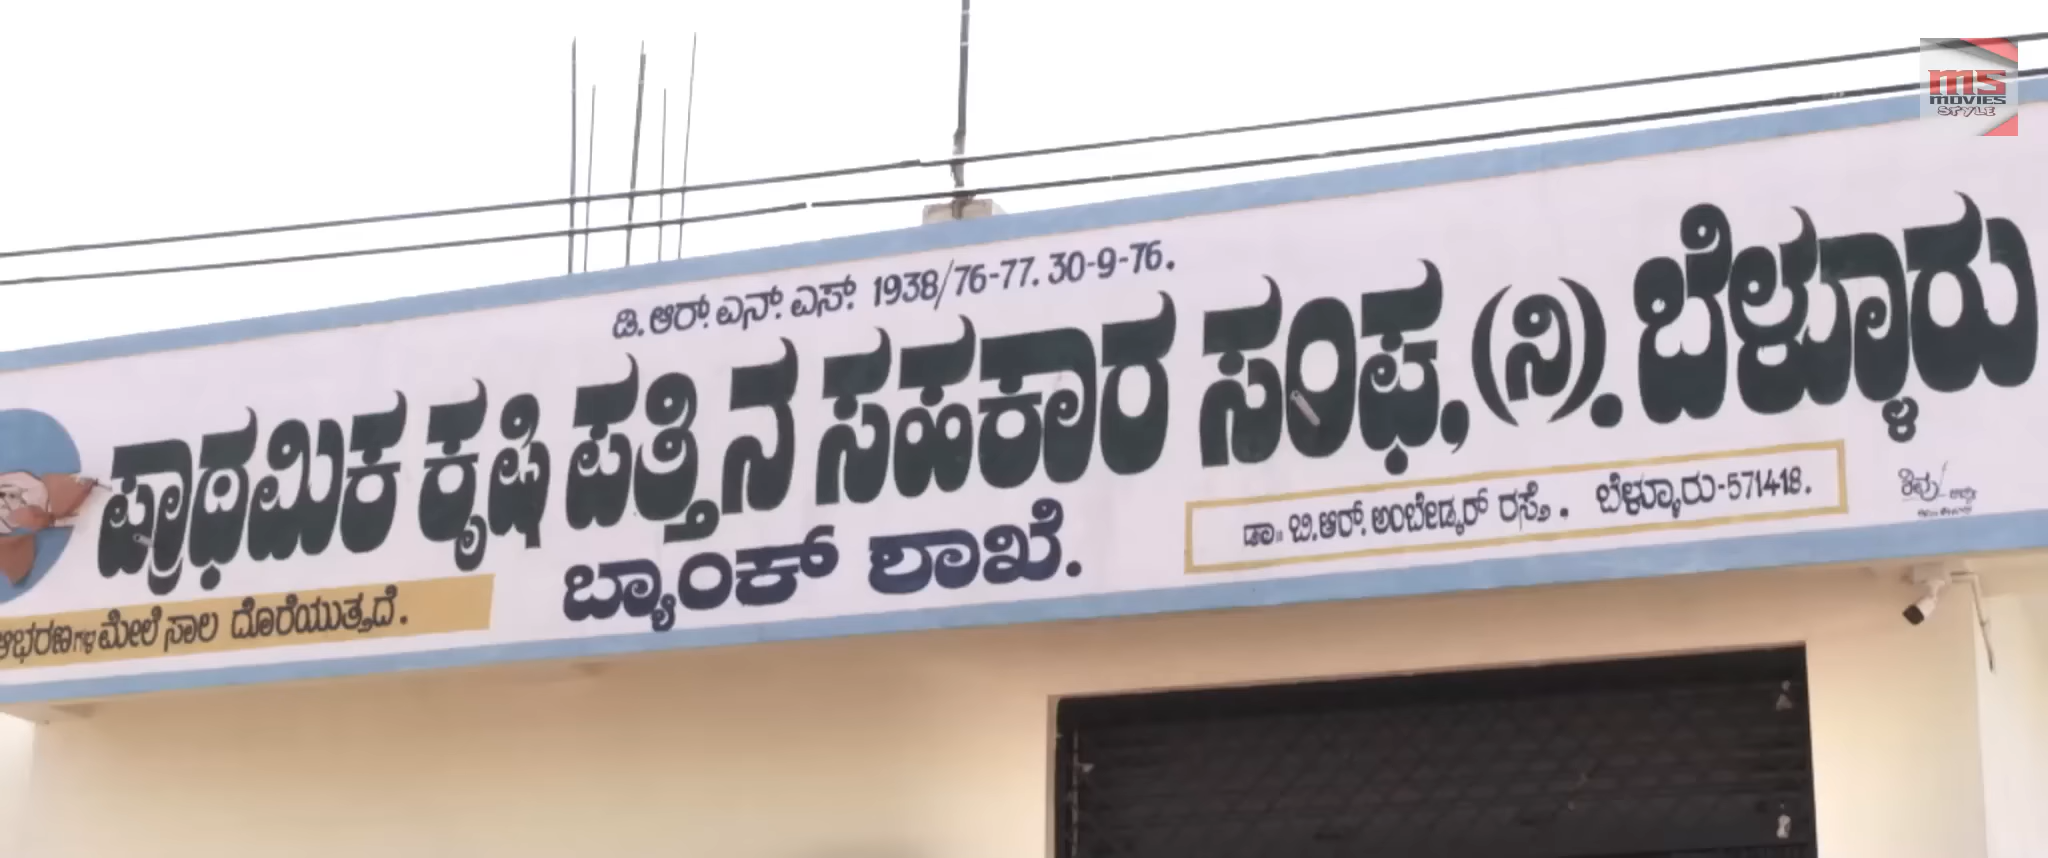 ಡಿ. ಆರ್. ಎನ್. ಎಸ್. 1938/76-77. 30-9-76.
ಪ್ರಾಥಮಿಕ ಕೃಷಿ ಪತ್ತಿನ ಸಹಕಾರ ಸಂಘ, (ನಿ). ಬೆಳ್ಳೂರು
ಬ್ಯಾಂಕ್ ಶಾಖೆ.
ಡಾ॥ ಬಿ.ಆರ್. ಅಂಬೇಡ್ಕರ್ ರಸ್ತೆ. ಬೆಳ್ಳೂರು-571418.
ಆಭರಣಗಳ ಮೇಲೆ ಸಾಲ ದೊರೆಯುತ್ತದೆ.
ಶಿವು
MS
MOVIES
STYLE